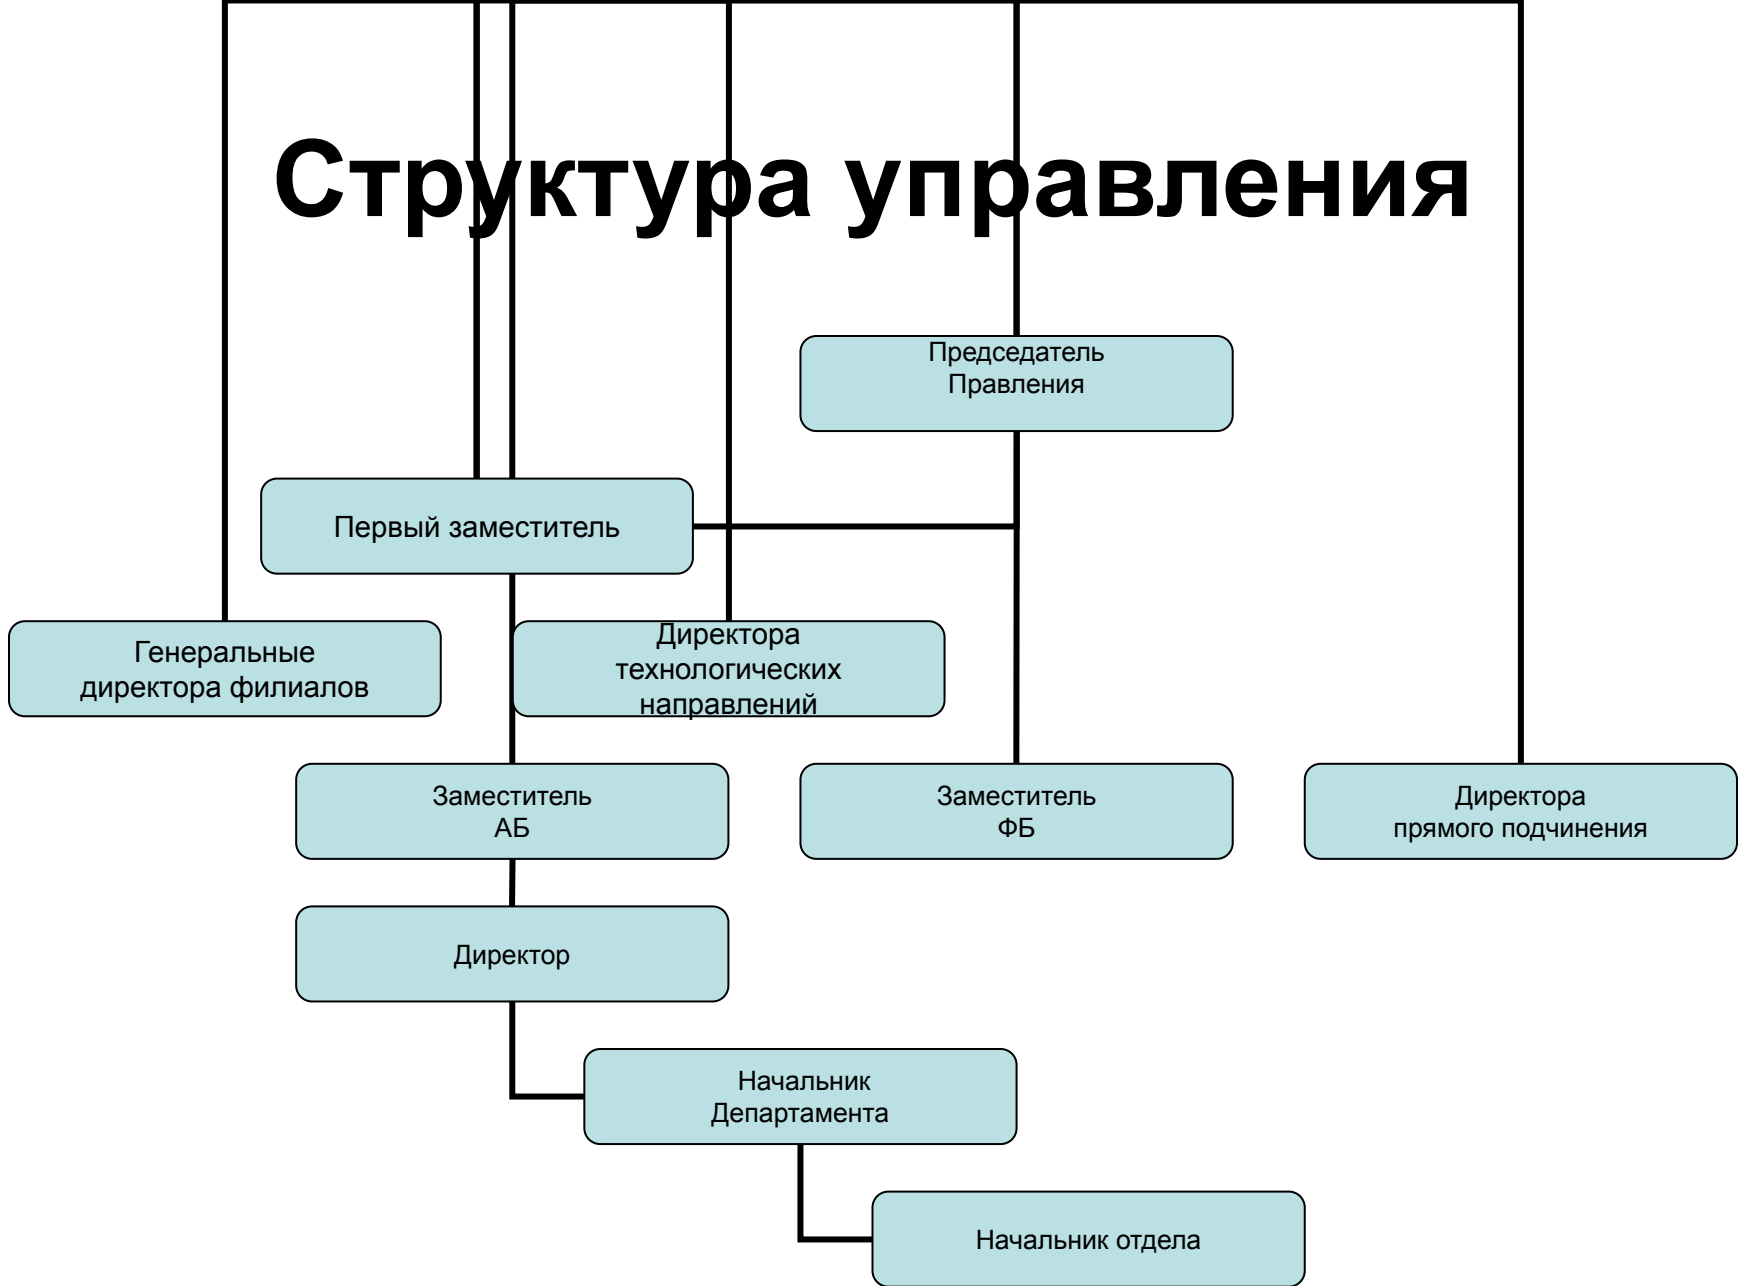 Структура управления
Председатель
Правления
Первый заместитель
Генеральные
директора филиалов
Директора
технологических
направлений
Заместитель
АБ
Заместитель
ФБ
Директора
прямого подчинения
Директор
Начальник
Департамента
Начальник отдела